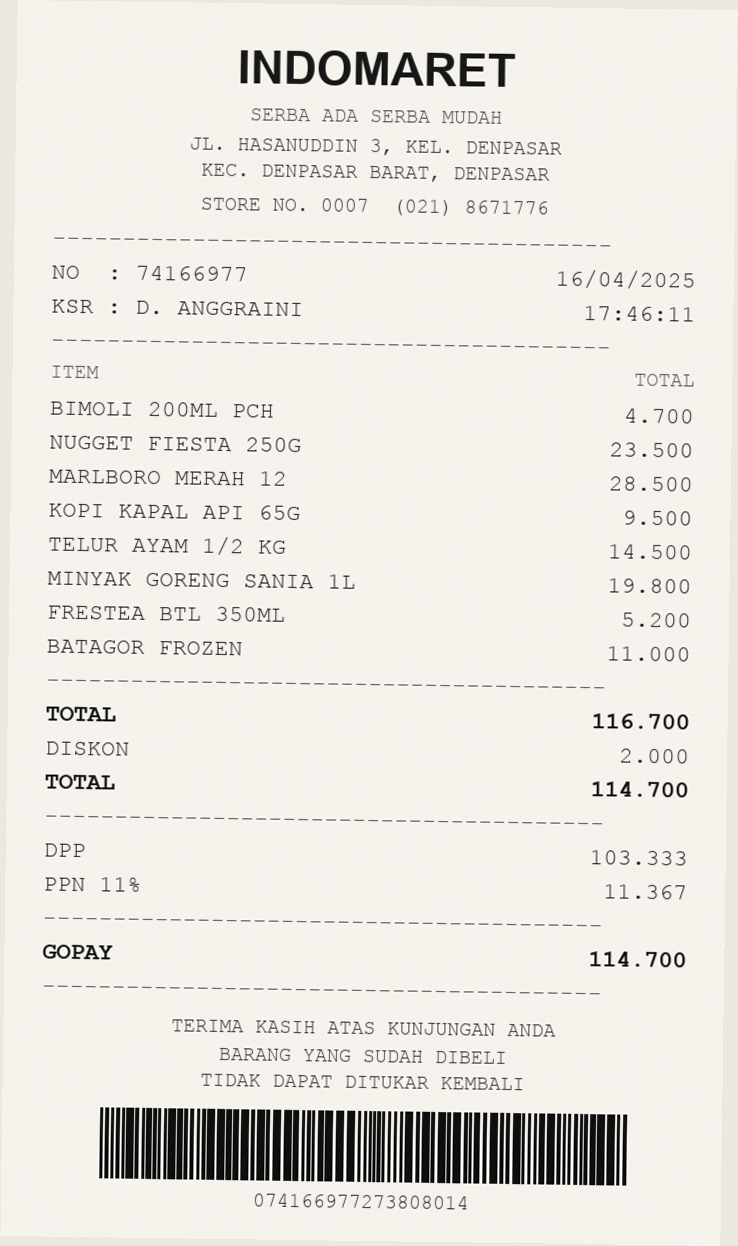 INDOMARET
SERBA ADA SERBA MUDAH
JL. HASANUDDIN 3, KEL. DENPASAR
KEC. DENPASAR BARAT, DENPASAR
STORE NO. 0007  (021) 8671776
----------------------------------------
NO  : 74166977 16/04/2025
KSR : D. ANGGRAINI 17:46:11
----------------------------------------
ITEM TOTAL
BIMOLI 200ML PCH 4.700
NUGGET FIESTA 250G 23.500
MARLBORO MERAH 12 28.500
KOPI KAPAL API 65G 9.500
TELUR AYAM 1/2 KG 14.500
MINYAK GORENG SANIA 1L 19.800
FRESTEA BTL 350ML 5.200
BATAGOR FROZEN 11.000
----------------------------------------
TOTAL 116.700
DISKON 2.000
TOTAL 114.700
----------------------------------------
DPP 103.333
PPN 11% 11.367
----------------------------------------
GOPAY 114.700
----------------------------------------
TERIMA KASIH ATAS KUNJUNGAN ANDA
BARANG YANG SUDAH DIBELI
TIDAK DAPAT DITUKAR KEMBALI
074166977273808014